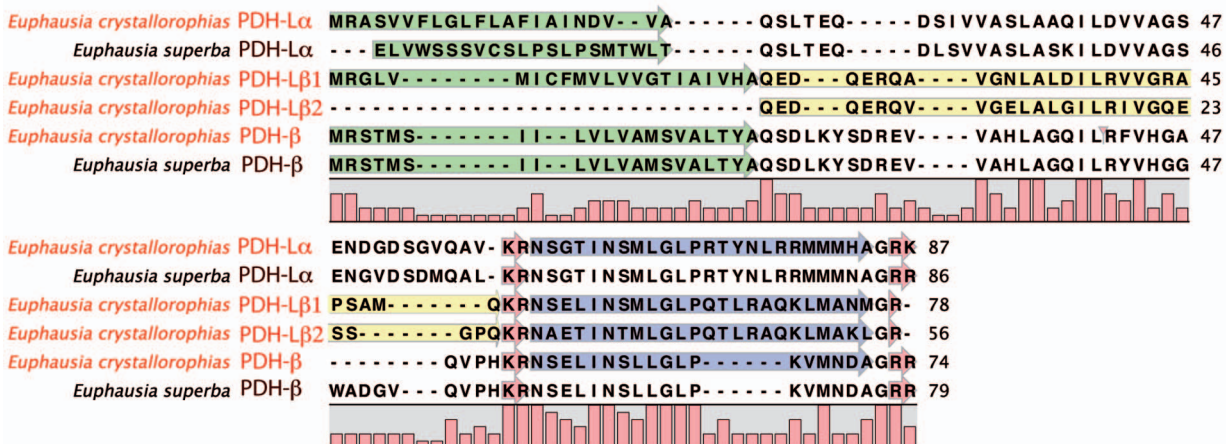 Euphausia crystallorophias PDH-Lα MRASVVFLGLFLAFIAINDV--VA------QSLTEQ-----DSIVVASLAAQILDVVAGS 47
Euphausia superba PDH-Lα ---ELVWSSSVCSLPSLPSMTWLT------QSLTEQ-----DLSVVASLASKILDVVAGS 46
Euphausia crystallorophias PDH-Lβ1 MRGLV--------MICFMVLVVGTIAIVHAQED---QERQA----VGNLALDILRVVGRA 45
Euphausia crystallorophias PDH-Lβ2 ------------------------------QED---QERQV----VGELALGILRIVGQE 23
Euphausia crystallorophias PDH-β MRSTMS-------II--LVLVAMSVALTYAQSDLKYSDREV----VAHLAGQILRFVHGA 47
Euphausia superba PDH-β MRSTMS-------II--LVLVAMSVALTYAQSDLKYSDREV----VAHLAGQILRYVHGG 47
Euphausia crystallorophias PDH-Lα ENDGDSGVQAV-KRNSGTINSMLGLPRTYNLRRMMMHAGRK 87
Euphausia superba PDH-Lα ENGVDSDMQAL-KRNSGTINSMLGLPRTYNLRRMMMNAGRR 86
Euphausia crystallorophias PDH-Lβ1 PSAM-------QKRNSELINSMLGLPQTLRAQKLMANMGR- 78
Euphausia crystallorophias PDH-Lβ2 SS-------GPQKRNAETINTMLGLPQTLRAQKLMAKLGR- 56
Euphausia crystallorophias PDH-β --------QVPHKRNSELINSLLGLP------KVMNDAGRR 74
Euphausia superba PDH-β WADGV---QVPHKRNSELINSLLGLP------KVMNDAGRR 79